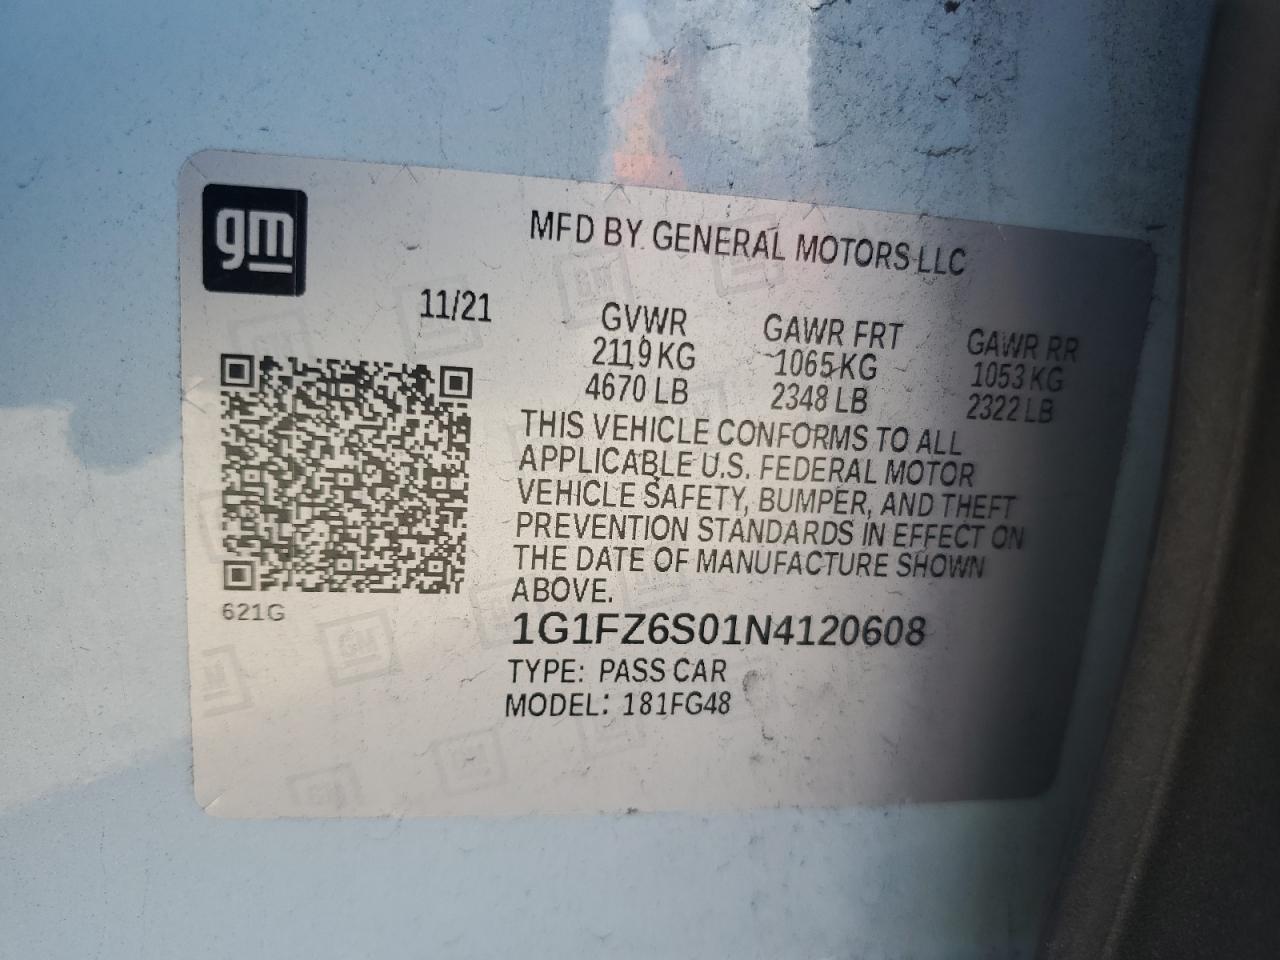 gm
MFD BY GENERAL MOTORS LLC
11/21
GVWR GAWR FRT GAWR RR
2119 KG 1065 KG 1053 KG
4670 LB 2348 LB 2322 LB
THIS VEHICLE CONFORMS TO ALL
APPLICABLE U.S. FEDERAL MOTOR
VEHICLE SAFETY, BUMPER, AND THEFT
PREVENTION STANDARDS IN EFFECT ON
THE DATE OF MANUFACTURE SHOWN
ABOVE.
621G
1G1FZ6S01N4120608
TYPE: PASS CAR
MODEL: 181FG48